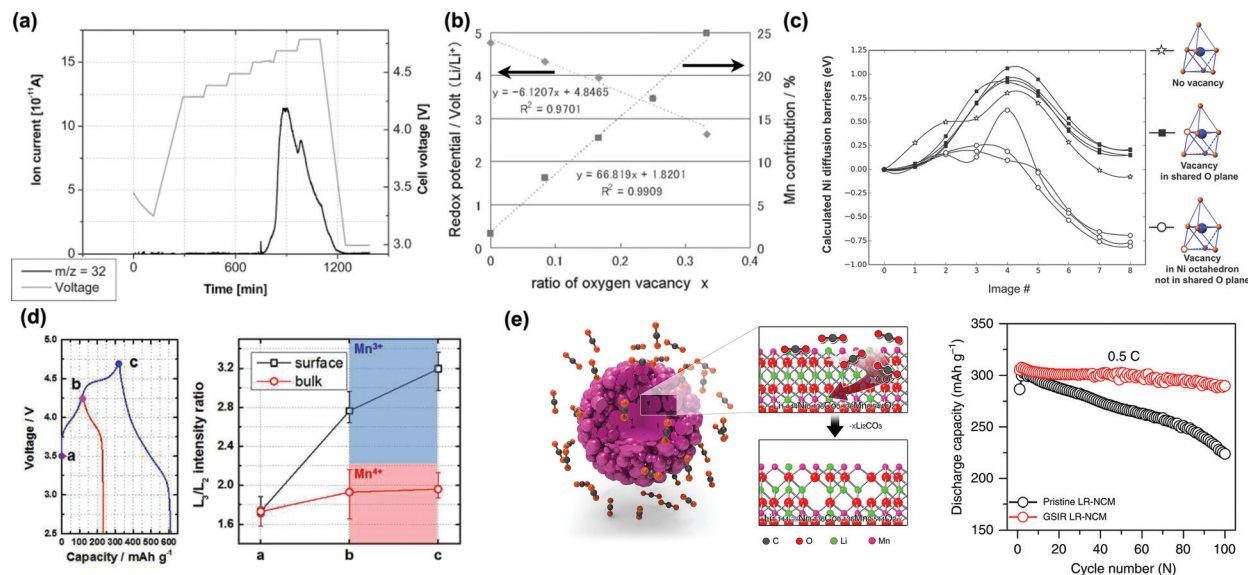 (a)
Ion current [10⁻¹¹A]
15
10
5
0
0
600
1200
Time [min]
4.5
4.0
3.5
3.0
Cell voltage [V]
m/z = 32
Voltage
(b)
Redox potential / Volt (Li/Li⁺)
5
4
3
2
1
0
y = -6.1207x + 4.8465
R² = 0.9701
y = 66.819x + 1.8201
R² = 0.9909
25
20
15
10
5
0
Mn contribution / %
0
0.1
0.2
0.3
0.4
ratio of oxygen vacancy x
(c)
Calculated Ni diffusion barriers (eV)
1.25
1.00
0.75
0.50
0.25
0.00
−0.25
−0.50
−0.75
−1.00
0
1
2
3
4
5
6
7
8
Image #
No vacancy
Vacancy
in shared O plane
Vacancy
in Ni octahedron
not in shared O plane
(d)
Voltage / V
5.0
4.5
4.0
3.5
3.0
2.5
a
b
c
0 100 200 300 400 500 600
Capacity / mAh g⁻¹
L₃/L₂ intensity ratio
3.2
2.8
2.4
2.0
1.6
surface
bulk
Mn³⁺
Mn⁴⁺
a
b
c
(e)
-xLi₂CO₃
C
O
Li
Mn
Discharge capacity (mAh g⁻¹)
350
300
250
200
150
0.5 C
Pristine LR-NCM
GSIR LR-NCM
0
20
40
60
80
100
Cycle number (N)